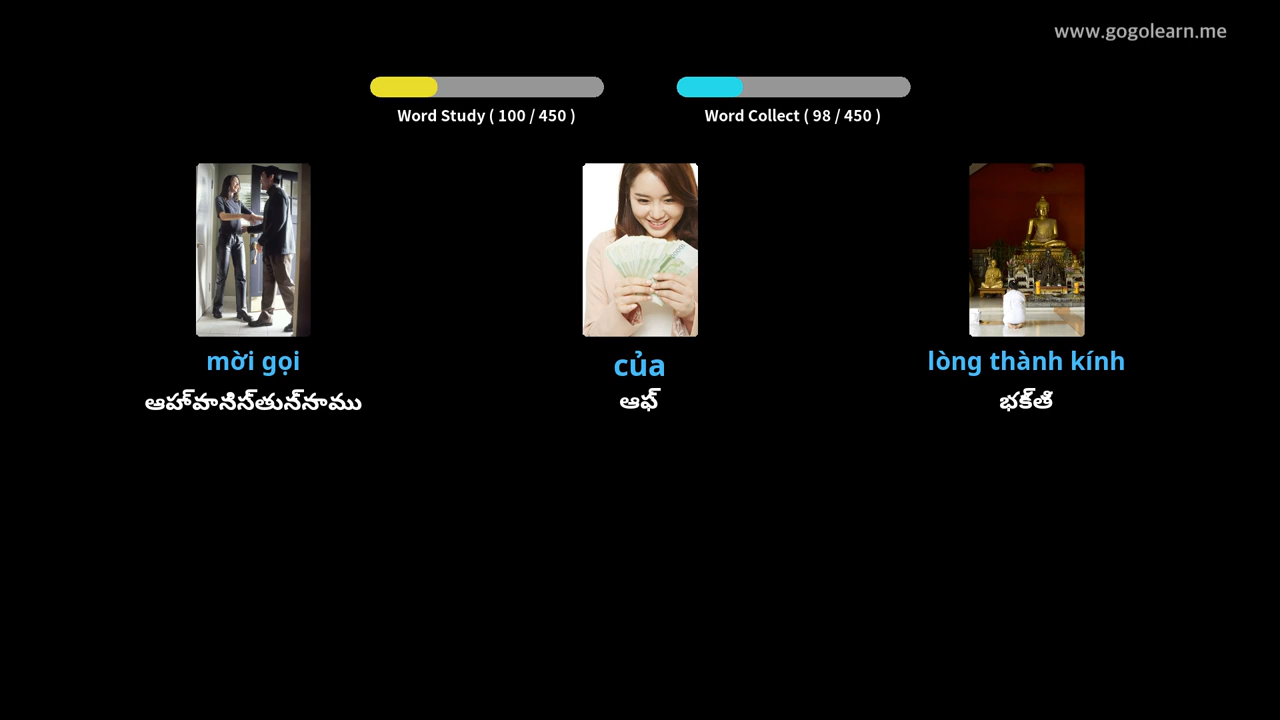 www.gogolearn.me
Word Study ( 100 / 450 )
Word Collect ( 98 / 450 )
mời gọi
của
lòng thành kính
ఆహ్వానిస్తున్నాము
ఆఫ్
భక్తి